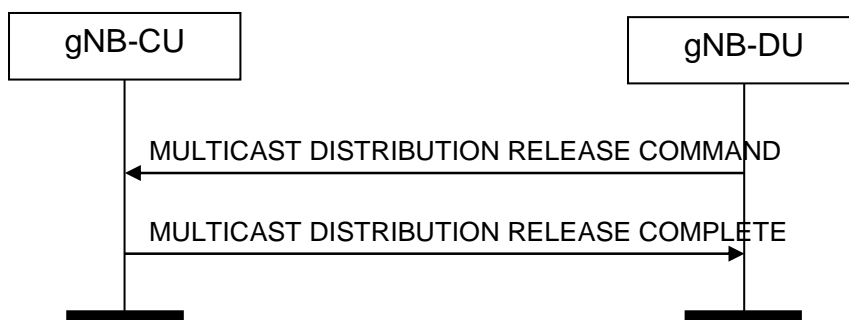 gNB-CU
gNB-DU
MULTICAST DISTRIBUTION RELEASE COMMAND
MULTICAST DISTRIBUTION RELEASE COMPLETE